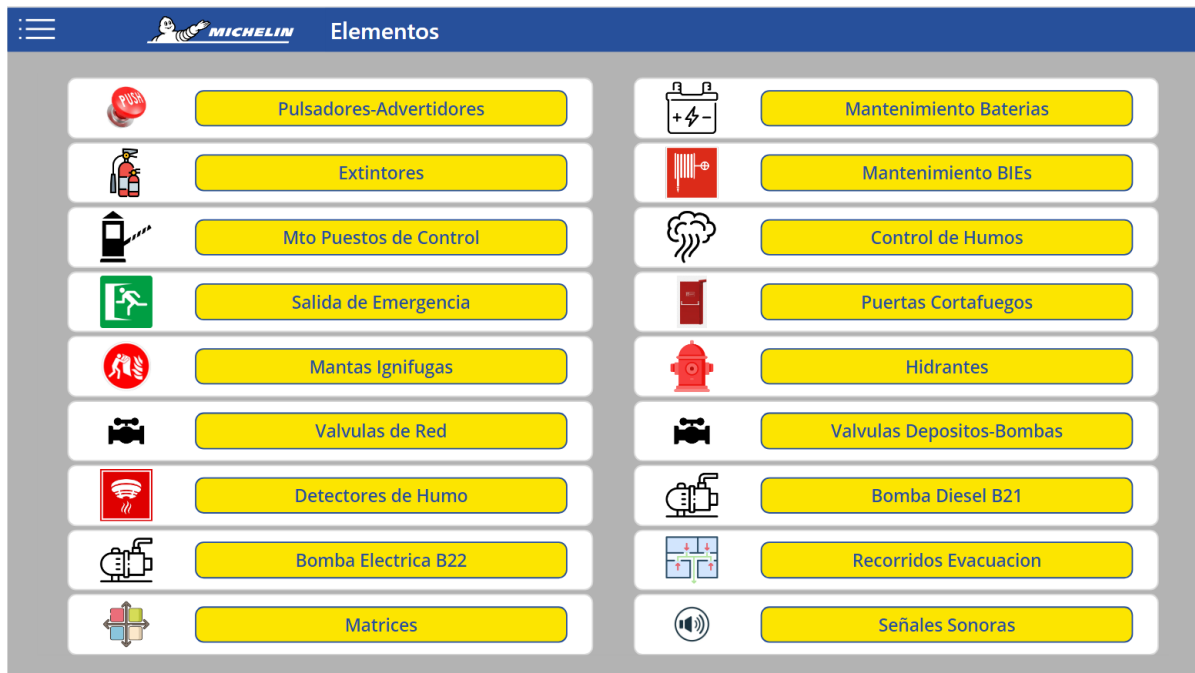 MICHELIN Elementos
PUSH Pulsadores-Advertidores
Mantenimiento Baterias
Extintores
Mantenimiento BIEs
Mto Puestos de Control
Control de Humos
Salida de Emergencia
Puertas Cortafuegos
Mantas Ignifugas
Hidrantes
Valvulas de Red
Valvulas Depositos-Bombas
Detectores de Humo
Bomba Diesel B21
Bomba Electrica B22
Recorridos Evacuacion
Matrices
Señales Sonoras